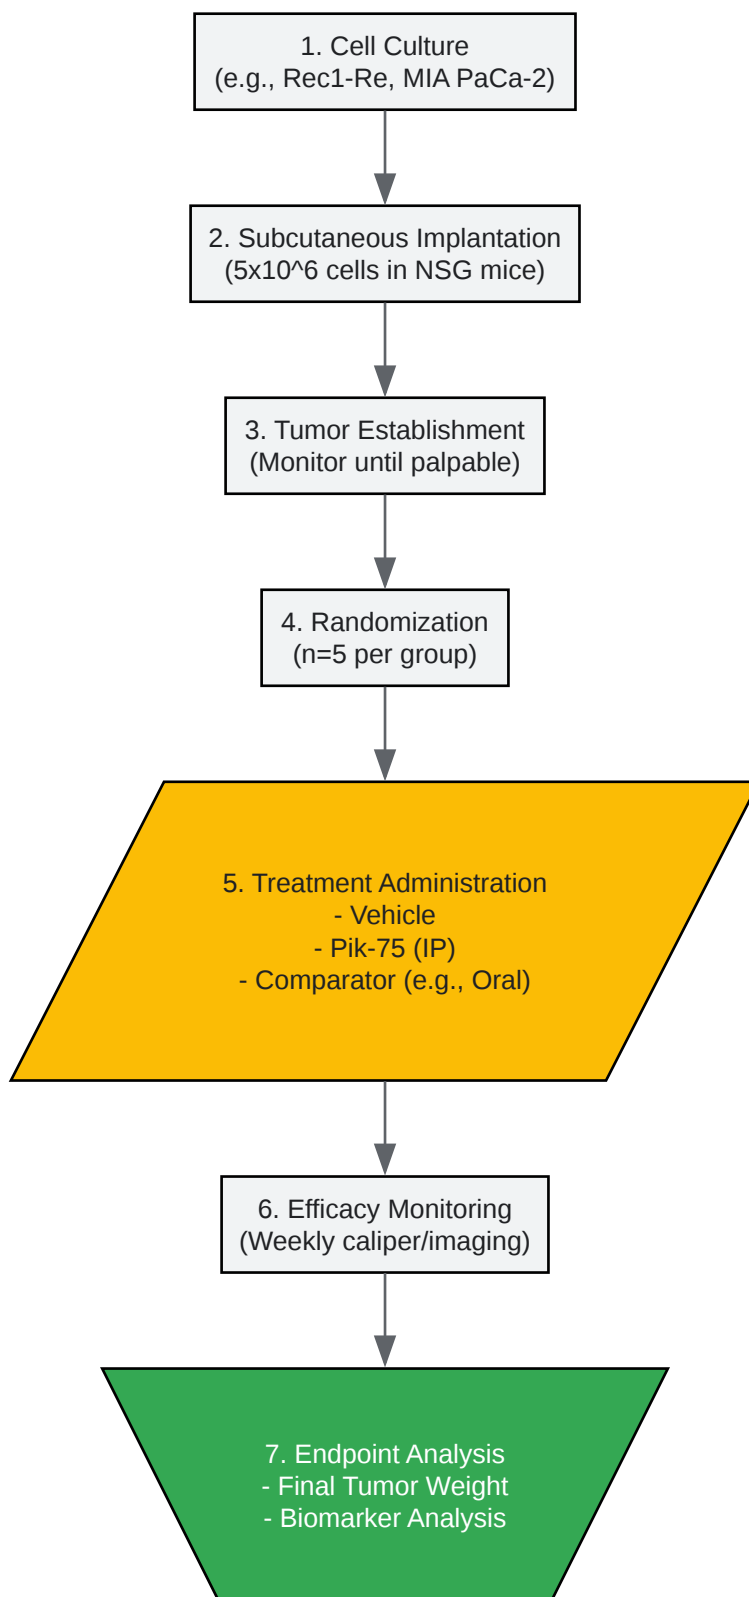 1. Cell Culture
(e.g., Rec1-Re, MIA PaCa-2)
2. Subcutaneous Implantation
(5x10^6 cells in NSG mice)
3. Tumor Establishment
(Monitor until palpable)
4. Randomization
(n=5 per group)
5. Treatment Administration
- Vehicle
- Pik-75 (IP)
- Comparator (e.g., Oral)
6. Efficacy Monitoring
(Weekly caliper/imaging)
7. Endpoint Analysis
- Final Tumor Weight
- Biomarker Analysis